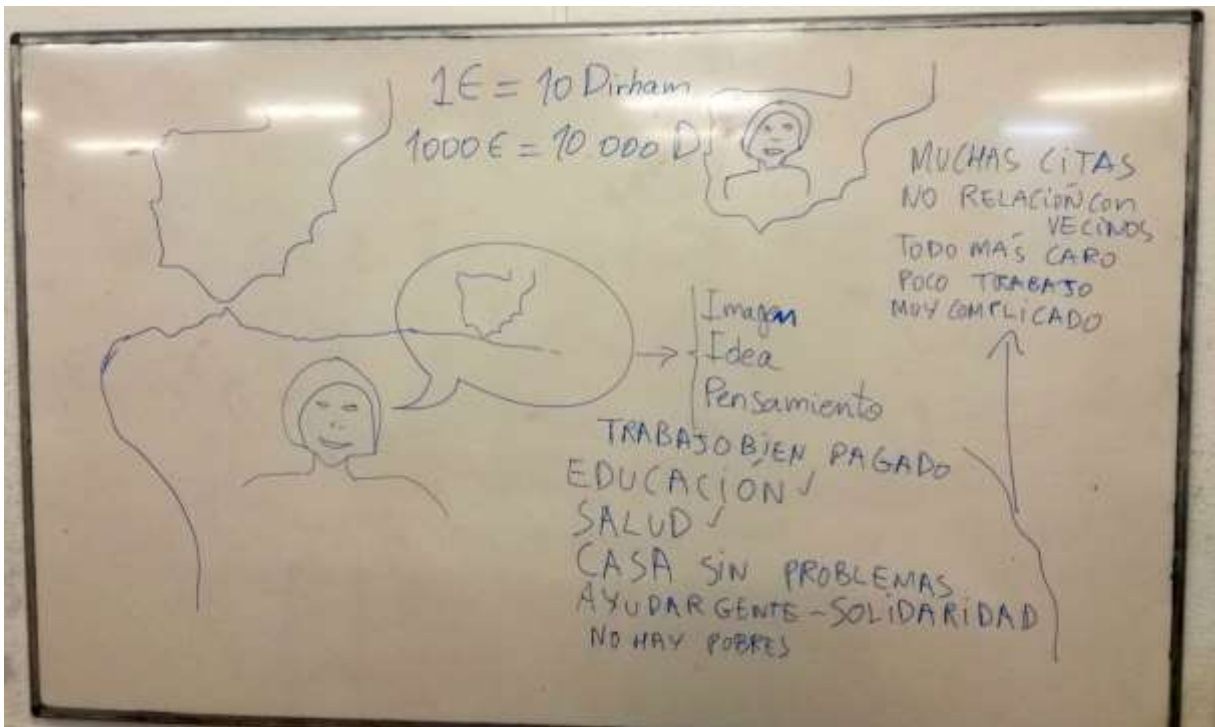 1€ = 10 Dirham
1000€ = 10.000 D
MUCHAS CITAS
NO RELACIÓN con
VECINOS
TODO MÁS CARO
POCO TRABAJO
MUY COMPLICADO
Imagen
Idea
Pensamiento
TRABAJO BIEN PAGADO
EDUCACIÓN ✓
SALUD ✓
CASA SIN PROBLEMAS
AYUDAR GENTE - SOLIDARIDAD
NO HAY POBRES